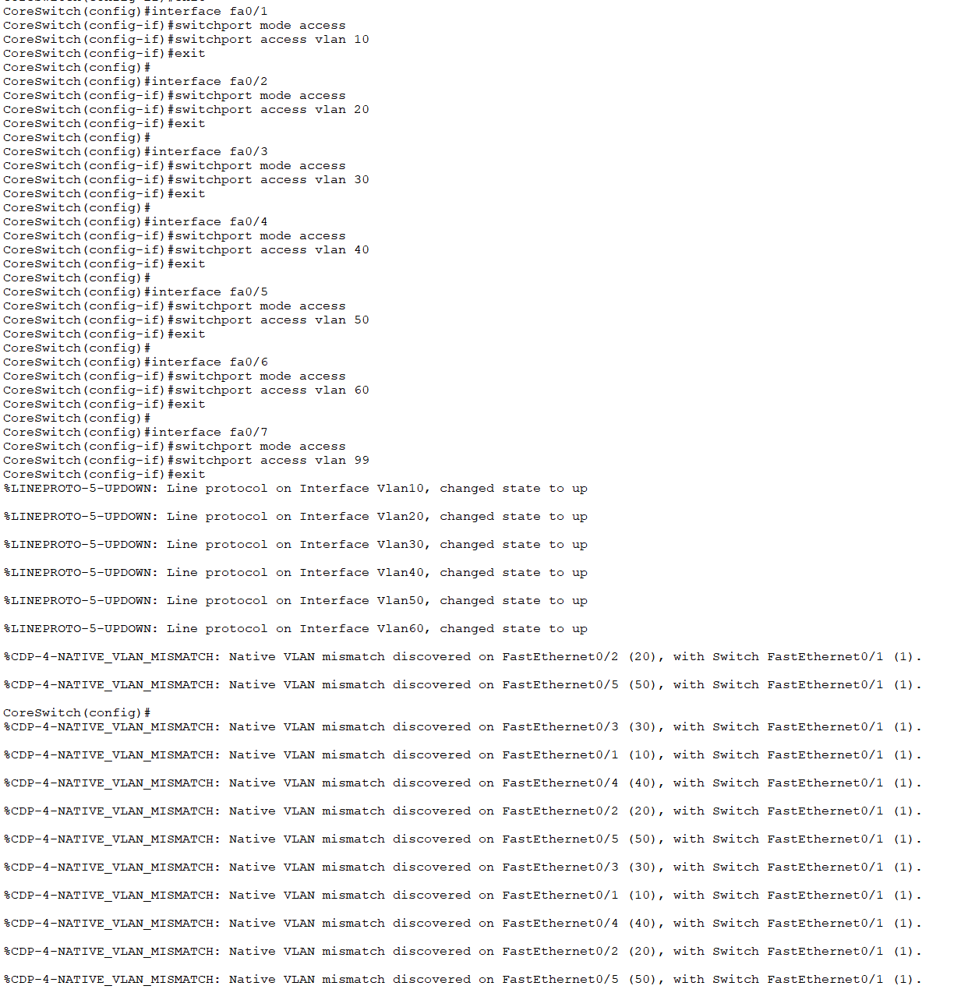 CoreSwitch(config)#interface fa0/1
CoreSwitch(config-if)#switchport mode access
CoreSwitch(config-if)#switchport access vlan 10
CoreSwitch(config-if)#exit
CoreSwitch(config)#
CoreSwitch(config)#interface fa0/2
CoreSwitch(config-if)#switchport mode access
CoreSwitch(config-if)#switchport access vlan 20
CoreSwitch(config-if)#exit
CoreSwitch(config)#
CoreSwitch(config)#interface fa0/3
CoreSwitch(config-if)#switchport mode access
CoreSwitch(config-if)#switchport access vlan 30
CoreSwitch(config-if)#exit
CoreSwitch(config)#
CoreSwitch(config)#interface fa0/4
CoreSwitch(config-if)#switchport mode access
CoreSwitch(config-if)#switchport access vlan 40
CoreSwitch(config-if)#exit
CoreSwitch(config)#
CoreSwitch(config)#interface fa0/5
CoreSwitch(config-if)#switchport mode access
CoreSwitch(config-if)#switchport access vlan 50
CoreSwitch(config-if)#exit
CoreSwitch(config)#
CoreSwitch(config)#interface fa0/6
CoreSwitch(config-if)#switchport mode access
CoreSwitch(config-if)#switchport access vlan 60
CoreSwitch(config-if)#exit
CoreSwitch(config)#
CoreSwitch(config)#interface fa0/7
CoreSwitch(config-if)#switchport mode access
CoreSwitch(config-if)#switchport access vlan 99
CoreSwitch(config-if)#exit
%LINEPROTO-5-UPDOWN: Line protocol on Interface Vlan10, changed state to up
%LINEPROTO-5-UPDOWN: Line protocol on Interface Vlan20, changed state to up
%LINEPROTO-5-UPDOWN: Line protocol on Interface Vlan30, changed state to up
%LINEPROTO-5-UPDOWN: Line protocol on Interface Vlan40, changed state to up
%LINEPROTO-5-UPDOWN: Line protocol on Interface Vlan50, changed state to up
%LINEPROTO-5-UPDOWN: Line protocol on Interface Vlan60, changed state to up
%CDP-4-NATIVE_VLAN_MISMATCH: Native VLAN mismatch discovered on FastEthernet0/2 (20), with Switch FastEthernet0/1 (1).
%CDP-4-NATIVE_VLAN_MISMATCH: Native VLAN mismatch discovered on FastEthernet0/5 (50), with Switch FastEthernet0/1 (1).
CoreSwitch(config)#
%CDP-4-NATIVE_VLAN_MISMATCH: Native VLAN mismatch discovered on FastEthernet0/3 (30), with Switch FastEthernet0/1 (1).
%CDP-4-NATIVE_VLAN_MISMATCH: Native VLAN mismatch discovered on FastEthernet0/1 (10), with Switch FastEthernet0/1 (1).
%CDP-4-NATIVE_VLAN_MISMATCH: Native VLAN mismatch discovered on FastEthernet0/4 (40), with Switch FastEthernet0/1 (1).
%CDP-4-NATIVE_VLAN_MISMATCH: Native VLAN mismatch discovered on FastEthernet0/2 (20), with Switch FastEthernet0/1 (1).
%CDP-4-NATIVE_VLAN_MISMATCH: Native VLAN mismatch discovered on FastEthernet0/5 (50), with Switch FastEthernet0/1 (1).
%CDP-4-NATIVE_VLAN_MISMATCH: Native VLAN mismatch discovered on FastEthernet0/3 (30), with Switch FastEthernet0/1 (1).
%CDP-4-NATIVE_VLAN_MISMATCH: Native VLAN mismatch discovered on FastEthernet0/1 (10), with Switch FastEthernet0/1 (1).
%CDP-4-NATIVE_VLAN_MISMATCH: Native VLAN mismatch discovered on FastEthernet0/4 (40), with Switch FastEthernet0/1 (1).
%CDP-4-NATIVE_VLAN_MISMATCH: Native VLAN mismatch discovered on FastEthernet0/2 (20), with Switch FastEthernet0/1 (1).
%CDP-4-NATIVE_VLAN_MISMATCH: Native VLAN mismatch discovered on FastEthernet0/5 (50), with Switch FastEthernet0/1 (1).